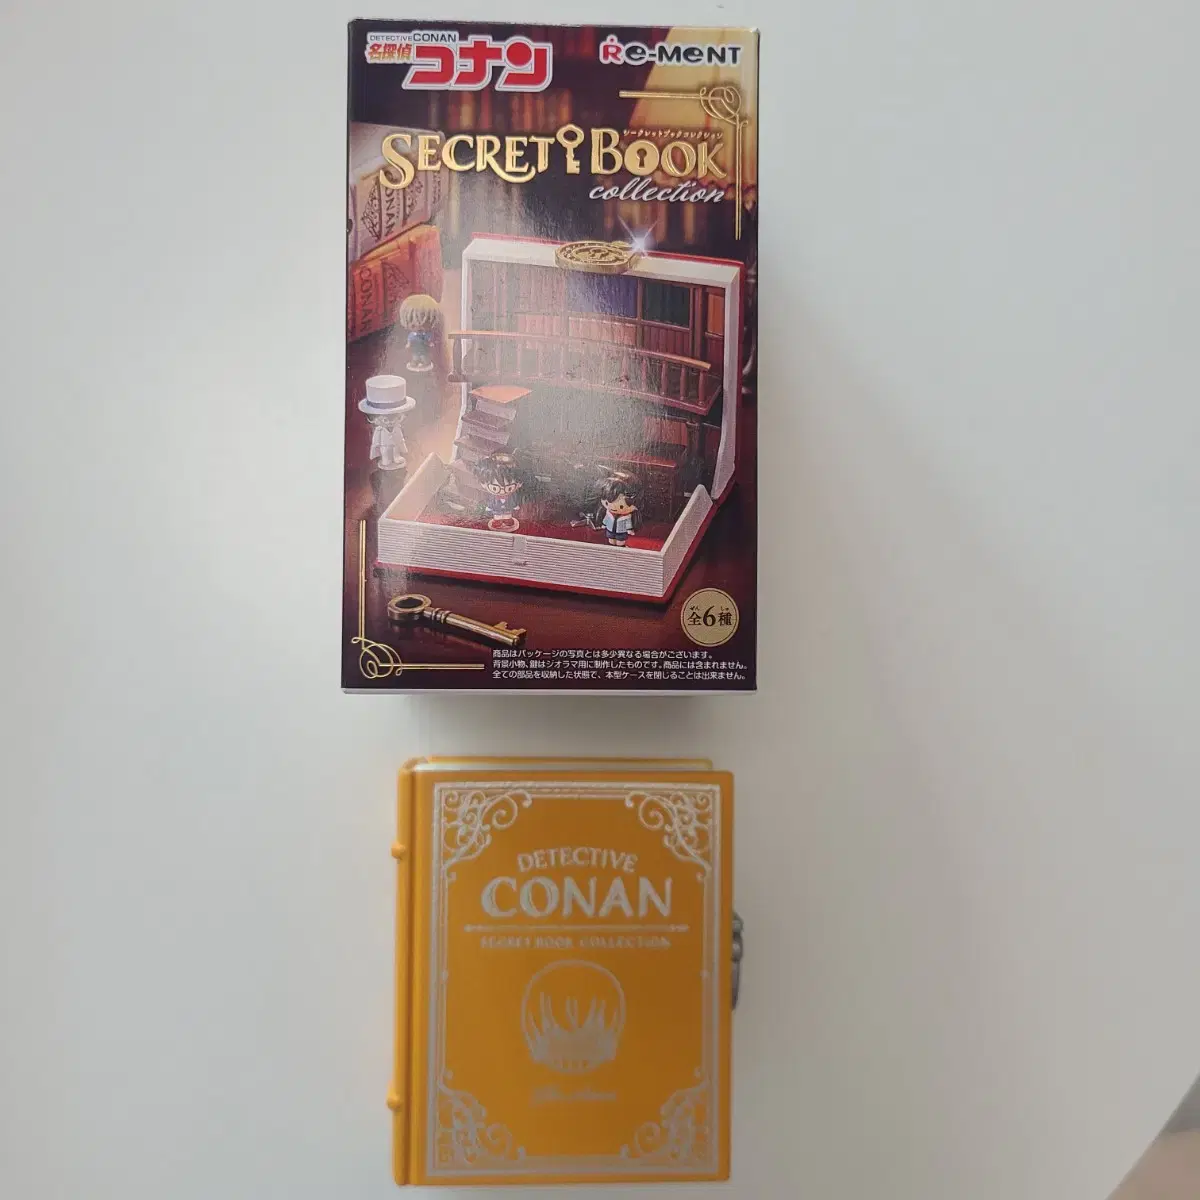 DETECTIVE CONAN
名探偵
コナン
Re-MeNT
シークレットブックコレクション
SECRET BOOK
collection
CONAN
CONAN
ぜん しゅ
全6種
商品はパッケージの写真とは多少異なる場合がございます。
背景小物、鍵はジオラマ用に制作したものです。商品には含まれません。
全ての部品を収納した状態で、本型ケースを閉じることは出来ません。
DETECTIVE
CONAN
SECRET BOOK COLLECTION